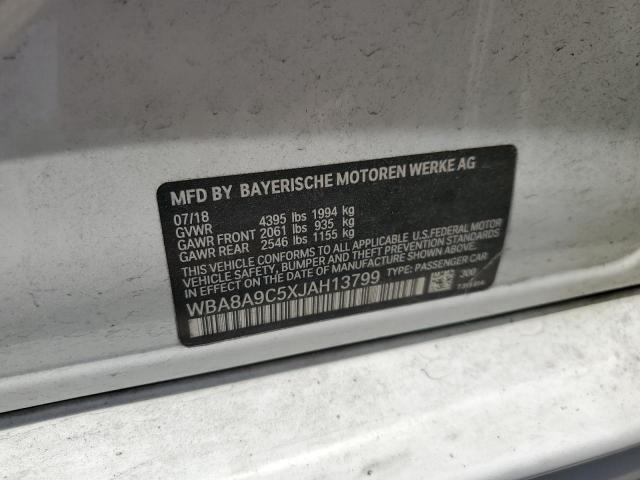 MFD BY BAYERISCHE MOTOREN WERKE AG
07/18
GVWR 4395 lbs 1994 kg
GAWR FRONT 2061 lbs 935 kg
GAWR REAR 2546 lbs 1155 kg
THIS VEHICLE CONFORMS TO ALL APPLICABLE U.S.FEDERAL MOTOR
VEHICLE SAFETY, BUMPER, AND THEFT PREVENTION STANDARDS
IN EFFECT ON THE DATE OF MANUFACTURE SHOWN ABOVE.
WBA8A9C5XJAH13799 TYPE: PASSENGER CAR
300